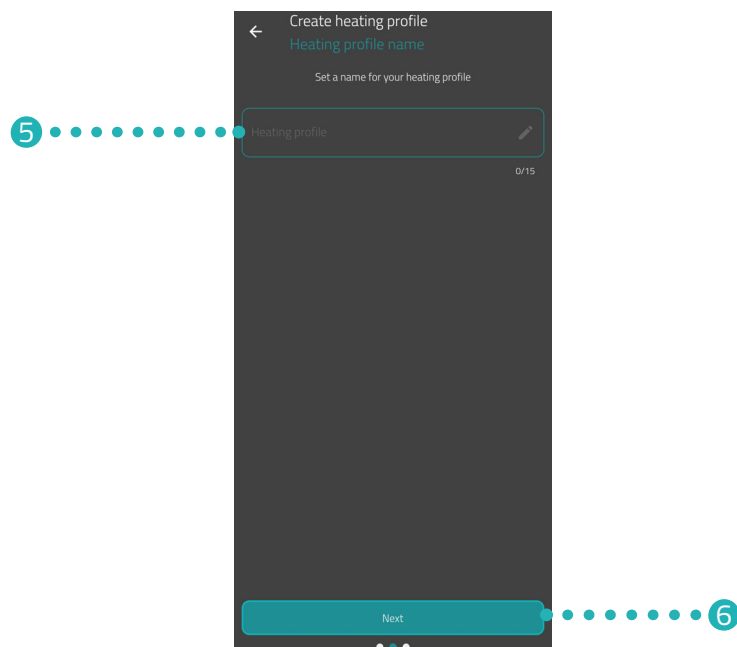 Create heating profile
Heating profile name
Set a name for your heating profile
5
Heating profile
0/15
Next
6